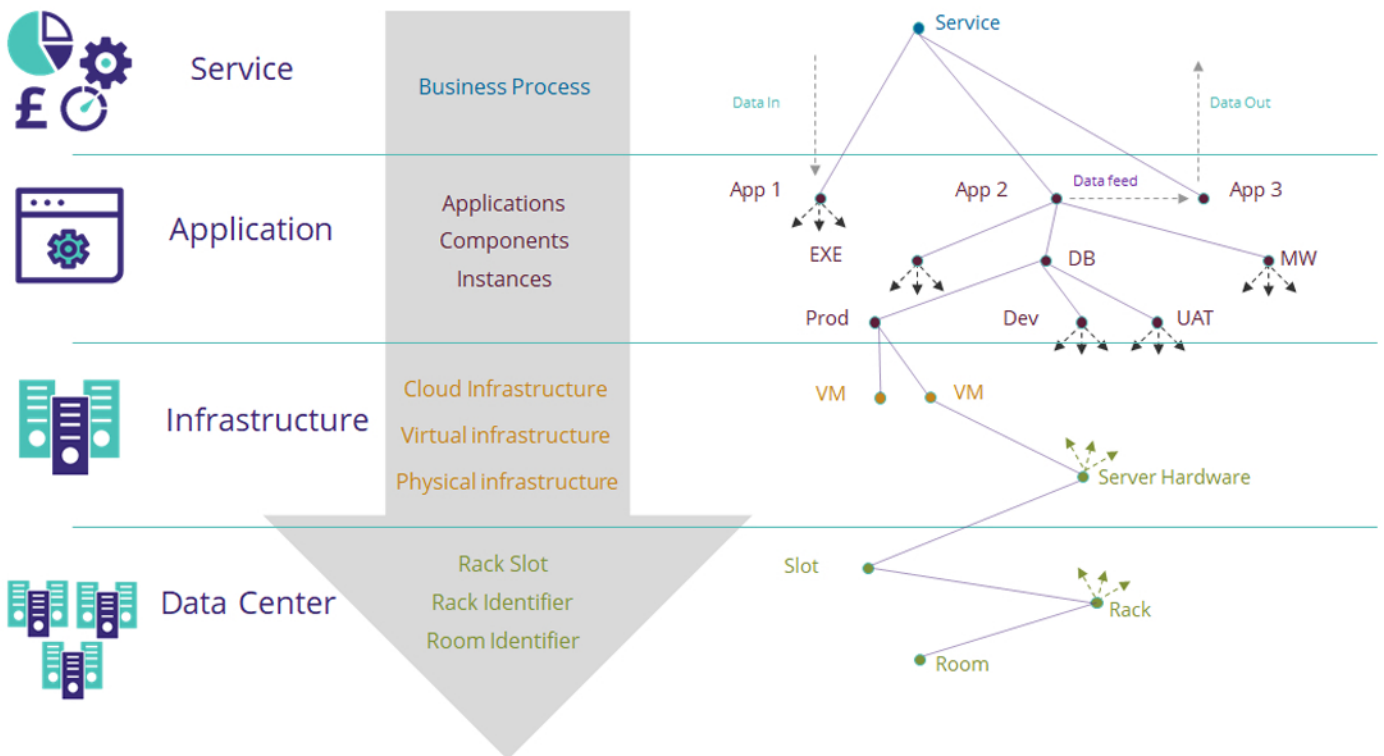 Service
Business Process
Service
Data In
Data Out
Application
Applications
Components
Instances
App 1
App 2
Data feed
App 3
EXE
DB
MW
Prod
Dev
UAT
Infrastructure
Cloud Infrastructure
Virtual infrastructure
Physical infrastructure
VM
VM
Server Hardware
Data Center
Rack Slot
Rack Identifier
Room Identifier
Slot
Rack
Room